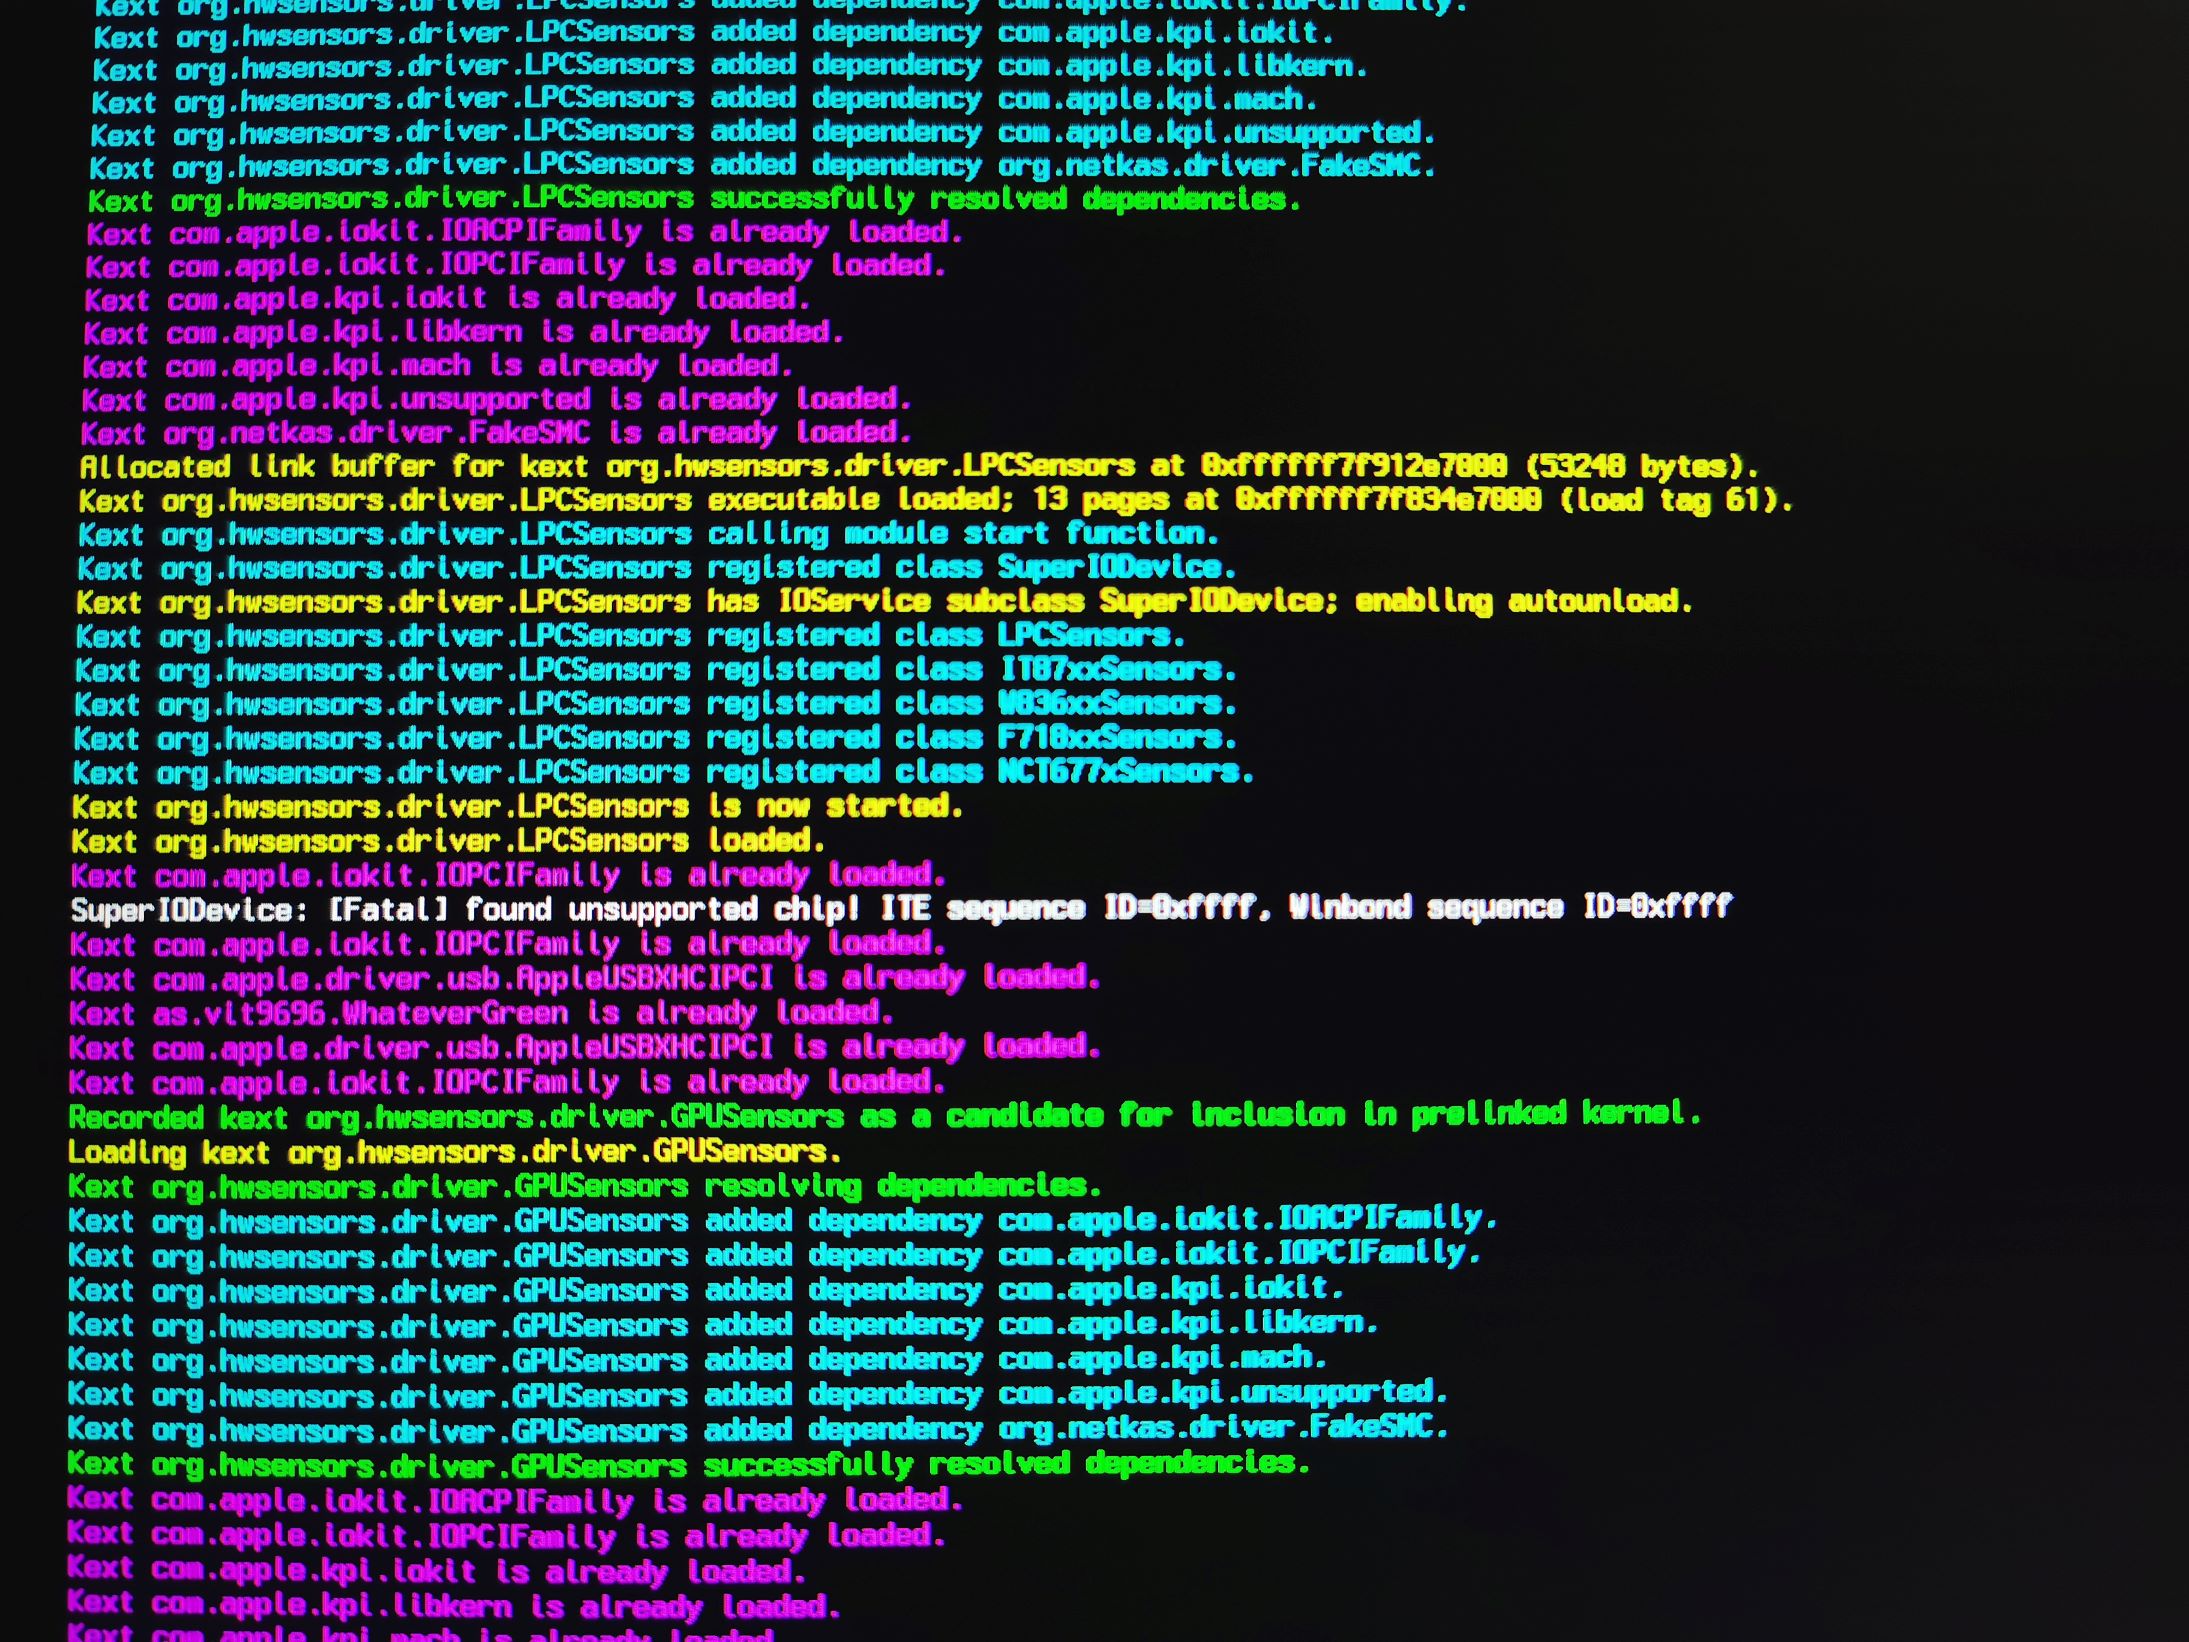 Kext org.hwsensors.driver.LPCSensors added dependency com.apple.iokit.IOPCIFamily.
Kext org.hwsensors.driver.LPCSensors added dependency com.apple.kpi.iokit.
Kext org.hwsensors.driver.LPCSensors added dependency com.apple.kpi.libkern.
Kext org.hwsensors.driver.LPCSensors added dependency com.apple.kpi.mach.
Kext org.hwsensors.driver.LPCSensors added dependency com.apple.kpi.unsupported.
Kext org.hwsensors.driver.LPCSensors added dependency org.netkas.driver.FakeSMC.
Kext org.hwsensors.driver.LPCSensors successfully resolved dependencies.
Kext com.apple.iokit.IOACPIFamily is already loaded.
Kext com.apple.iokit.IOPCIFamily is already loaded.
Kext com.apple.kpi.iokit is already loaded.
Kext com.apple.kpi.libkern is already loaded.
Kext com.apple.kpi.mach is already loaded.
Kext com.apple.kpi.unsupported is already loaded.
Kext org.netkas.driver.FakeSMC is already loaded.
Allocated link buffer for kext org.hwsensors.driver.LPCSensors at 0xffffff7f912e7000 (53248 bytes).
Kext org.hwsensors.driver.LPCSensors executable loaded; 13 pages at 0xffffff7f834e7000 (load tag 61).
Kext org.hwsensors.driver.LPCSensors calling module start function.
Kext org.hwsensors.driver.LPCSensors registered class SuperIODevice.
Kext org.hwsensors.driver.LPCSensors has IOService subclass SuperIODevice; enabling autounload.
Kext org.hwsensors.driver.LPCSensors registered class LPCSensors.
Kext org.hwsensors.driver.LPCSensors registered class IT87xxSensors.
Kext org.hwsensors.driver.LPCSensors registered class W836xxSensors.
Kext org.hwsensors.driver.LPCSensors registered class F718xxSensors.
Kext org.hwsensors.driver.LPCSensors registered class NCT677xSensors.
Kext org.hwsensors.driver.LPCSensors is now started.
Kext org.hwsensors.driver.LPCSensors loaded.
Kext com.apple.iokit.IOPCIFamily is already loaded.
SuperIODevice: [Fatal] found unsupported chip! ITE sequence ID=0xffff, Winbond sequence ID=0xffff
Kext com.apple.iokit.IOPCIFamily is already loaded.
Kext com.apple.driver.usb.AppleUSBXHCIPCI is already loaded.
Kext as.vit9696.WhateverGreen is already loaded.
Kext com.apple.driver.usb.AppleUSBXHCIPCI is already loaded.
Kext com.apple.iokit.IOPCIFamily is already loaded.
Recorded kext org.hwsensors.driver.GPUSensors as a candidate for inclusion in prelinked kernel.
Loading kext org.hwsensors.driver.GPUSensors.
Kext org.hwsensors.driver.GPUSensors resolving dependencies.
Kext org.hwsensors.driver.GPUSensors added dependency com.apple.iokit.IOACPIFamily.
Kext org.hwsensors.driver.GPUSensors added dependency com.apple.iokit.IOPCIFamily.
Kext org.hwsensors.driver.GPUSensors added dependency com.apple.kpi.iokit.
Kext org.hwsensors.driver.GPUSensors added dependency com.apple.kpi.libkern.
Kext org.hwsensors.driver.GPUSensors added dependency com.apple.kpi.mach.
Kext org.hwsensors.driver.GPUSensors added dependency com.apple.kpi.unsupported.
Kext org.hwsensors.driver.GPUSensors added dependency org.netkas.driver.FakeSMC.
Kext org.hwsensors.driver.GPUSensors successfully resolved dependencies.
Kext com.apple.iokit.IOACPIFamily is already loaded.
Kext com.apple.iokit.IOPCIFamily is already loaded.
Kext com.apple.kpi.iokit is already loaded.
Kext com.apple.kpi.libkern is already loaded.
Kext com.apple.kpi.mach is already loaded